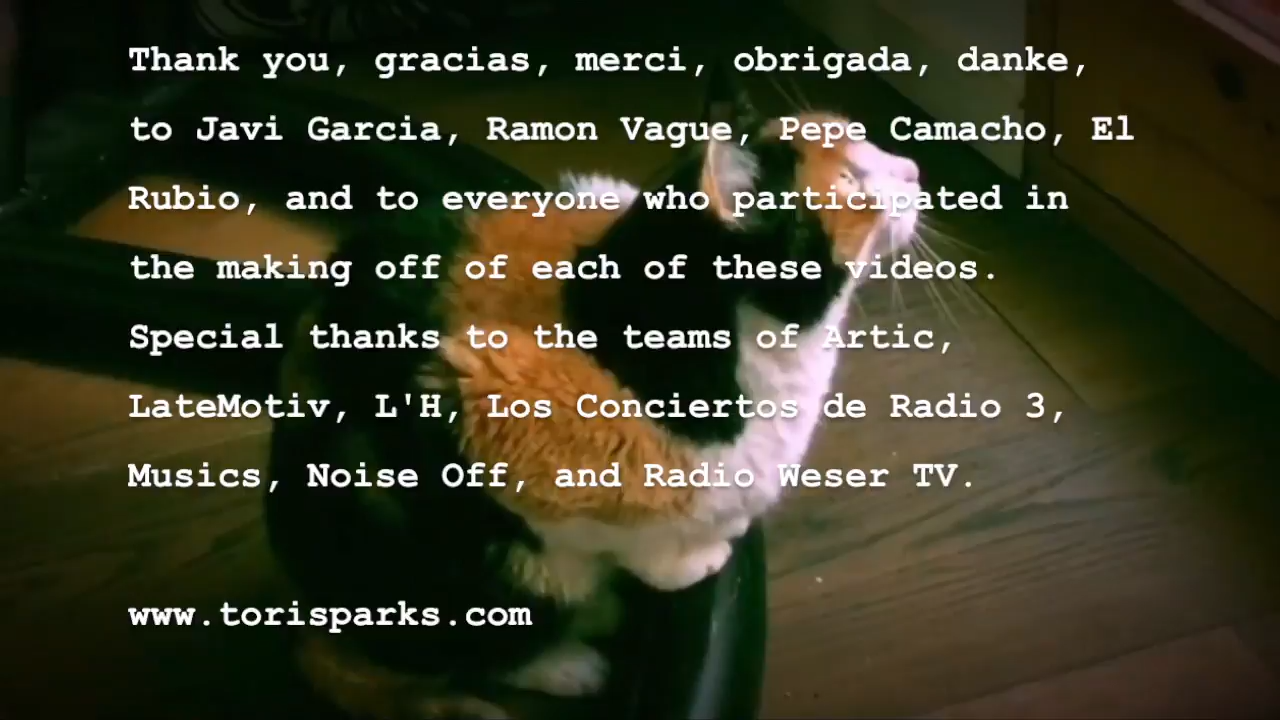 Thank you, gracias, merci, obrigada, danke,
to Javi Garcia, Ramon Vague, Pepe Camacho, El
Rubio, and to everyone who participated in
the making off of each of these videos.
Special thanks to the teams of Artic,
LateMotiv, L'H, Los Conciertos de Radio 3,
Musics, Noise Off, and Radio Weser TV.
www.torisparks.com